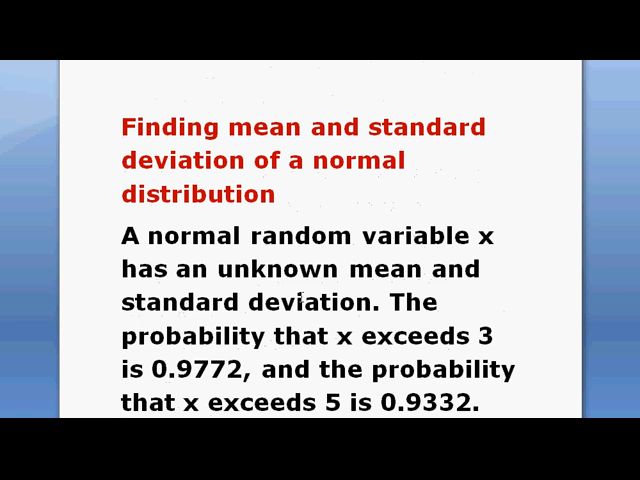 Finding mean and standard
deviation of a normal
distribution
A normal random variable x
has an unknown mean and
standard deviation. The
probability that x exceeds 3
is 0.9772, and the probability
that x exceeds 5 is 0.9332.